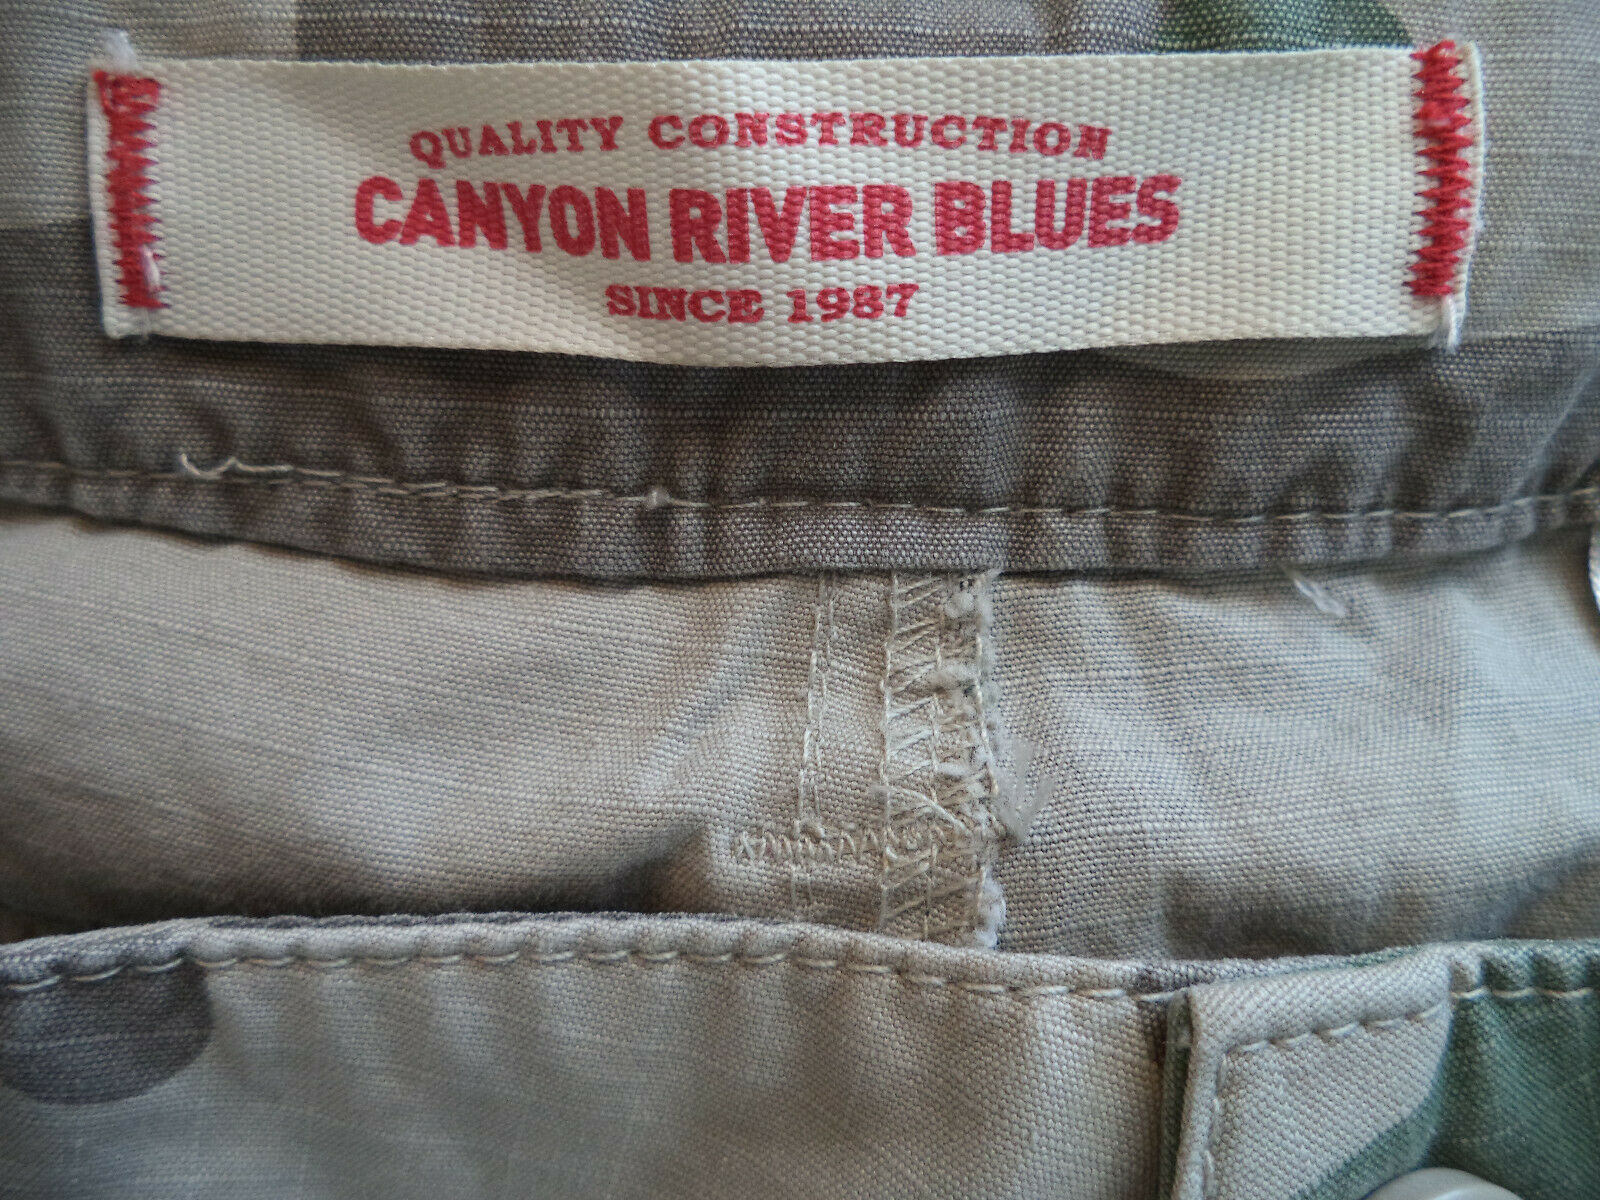 QUALITY CONSTRUCTION
CANYON RIVER BLUES
SINCE 1987